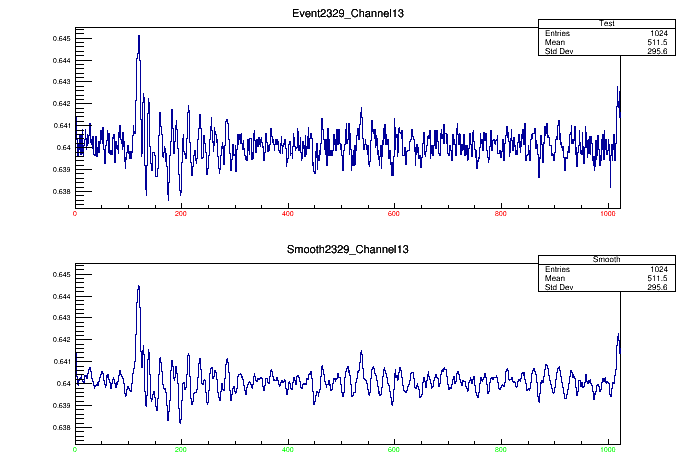 Event2329_Channel13
Test
Entries 1024
Mean 511.5
Std Dev 295.6
0.645
0.644
0.643
0.642
0.641
0.64
0.639
0.638
0 200 400 600 800 1000
Smooth2329_Channel13
Smooth
Entries 1024
Mean 511.5
Std Dev 295.6
0.645
0.644
0.643
0.642
0.641
0.64
0.639
0.638
0 200 400 600 800 1000